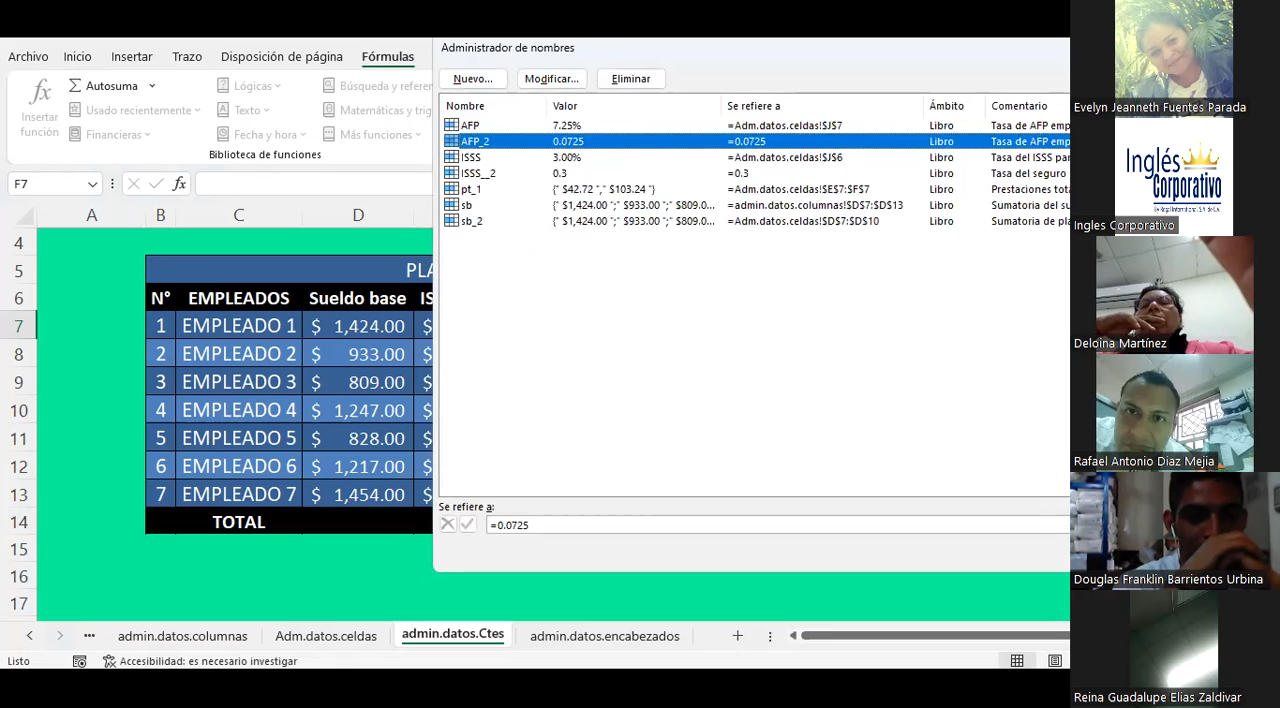 Archivo Inicio Insertar Trazo Disposición de página Fórmulas
fx Insertar función
Autosuma
Usado recientemente
Financieras
Lógicas
Texto
Fecha y hora
Búsqueda y referen
Matemáticas y trig
Más funciones
Biblioteca de funciones
F7 fx
A B C D
4
5 PLA
6 N° EMPLEADOS Sueldo base IS
7 1 EMPLEADO 1 $ 1,424.00 $
8 2 EMPLEADO 2 $ 933.00 $
9 3 EMPLEADO 3 $ 809.00 $
10 4 EMPLEADO 4 $ 1,247.00 $
11 5 EMPLEADO 5 $ 828.00 $
12 6 EMPLEADO 6 $ 1,217.00 $
13 7 EMPLEADO 7 $ 1,454.00 $
14 TOTAL
15
16
17
Administrador de nombres
Nuevo... Modificar... Eliminar
Nombre Valor Se refiere a Ámbito Comentario
AFP 7.25% =Adm.datos.celdas!$J$7 Libro Tasa de AFP emp
AFP_2 0.0725 =0.0725 Libro Tasa de AFP emp
ISSS 3.00% =Adm.datos.celdas!$J$6 Libro Tasa del ISSS par
ISSS__2 0.3 =0.3 Libro Tasa del seguro
pt_1 {" $42.72 "," $103.24 "} =Adm.datos.celdas!$E$7:$F$7 Libro Prestaciones tota
sb {" $1,424.00 ";" $933.00 ";" $809.0... =admin.datos.columnas!$D$7:$D$13 Libro Sumatoria del su
sb_2 {" $1,424.00 ";" $933.00 ";" $809.0... =Adm.datos.celdas!$D$7:$D$10 Libro Sumatoria de pla
Se refiere a:
=0.0725
... admin.datos.columnas Adm.datos.celdas admin.datos.Ctes admin.datos.encabezados +
Listo Accesibilidad: es necesario investigar
Evelyn Jeanneth Fuentes Parada
Inglés
Corporativo
By Regal International, S.A. de C.V.
Ingles Corporativo
Deloina Martínez
Rafael Antonio Diaz Mejia
Douglas Franklin Barrientos Urbina
Reina Guadalupe Elias Zaldivar